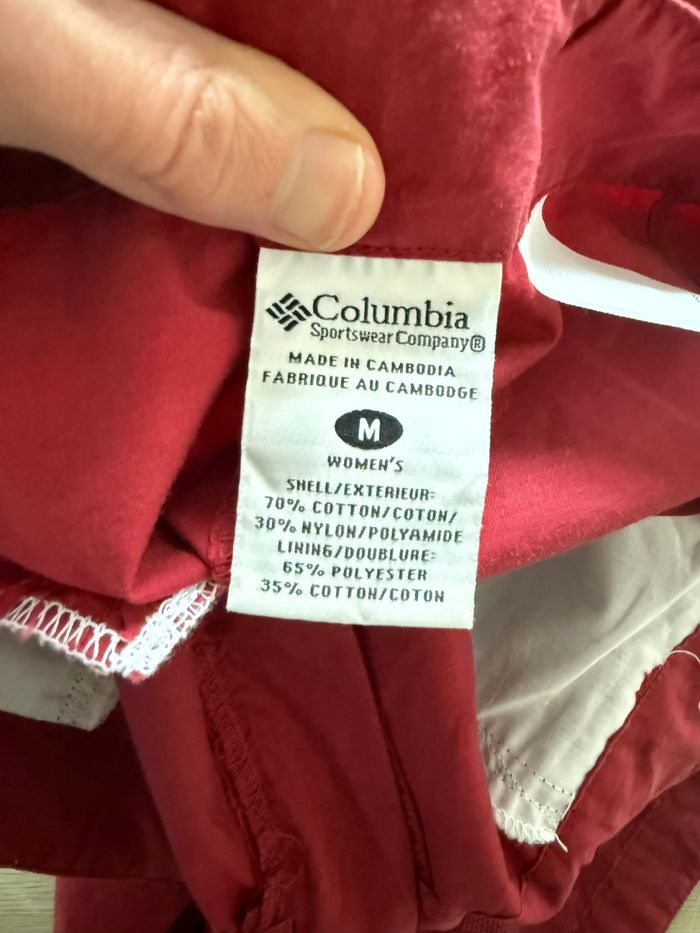 Columbia
Sportswear Company®
MADE IN CAMBODIA
FABRIQUE AU CAMBODGE
M
WOMEN'S
SHELL/EXTERIEUR:
70% COTTON/COTON/
30% NYLON/POLYAMIDE
LINING/DOUBLURE:
65% POLYESTER
35% COTTON/COTON